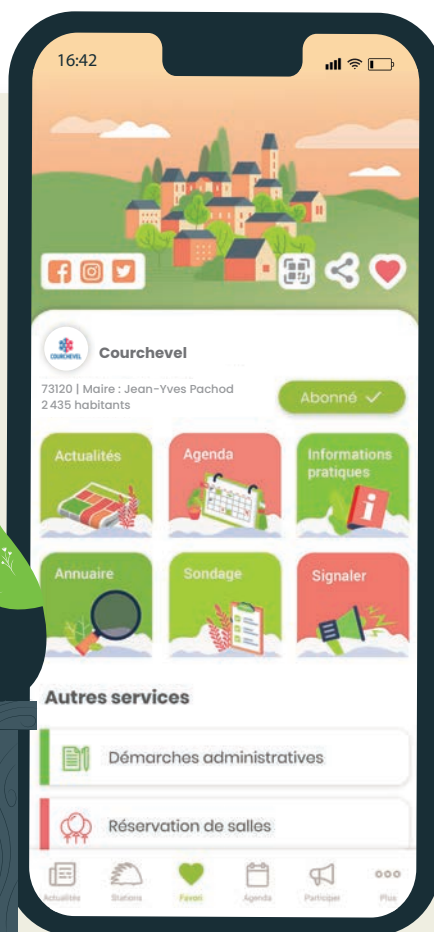 16:42
COURCHEVEL
Courchevel
73120 | Maire : Jean-Yves Pachod
2 435 habitants
Abonné
Actualités
Agenda
Informations
pratiques
Annuaire
Sondage
Signaler
Autres services
Démarches administratives
Réservation de salles
Actualités
Stations
Favori
Agenda
Participer
Plus